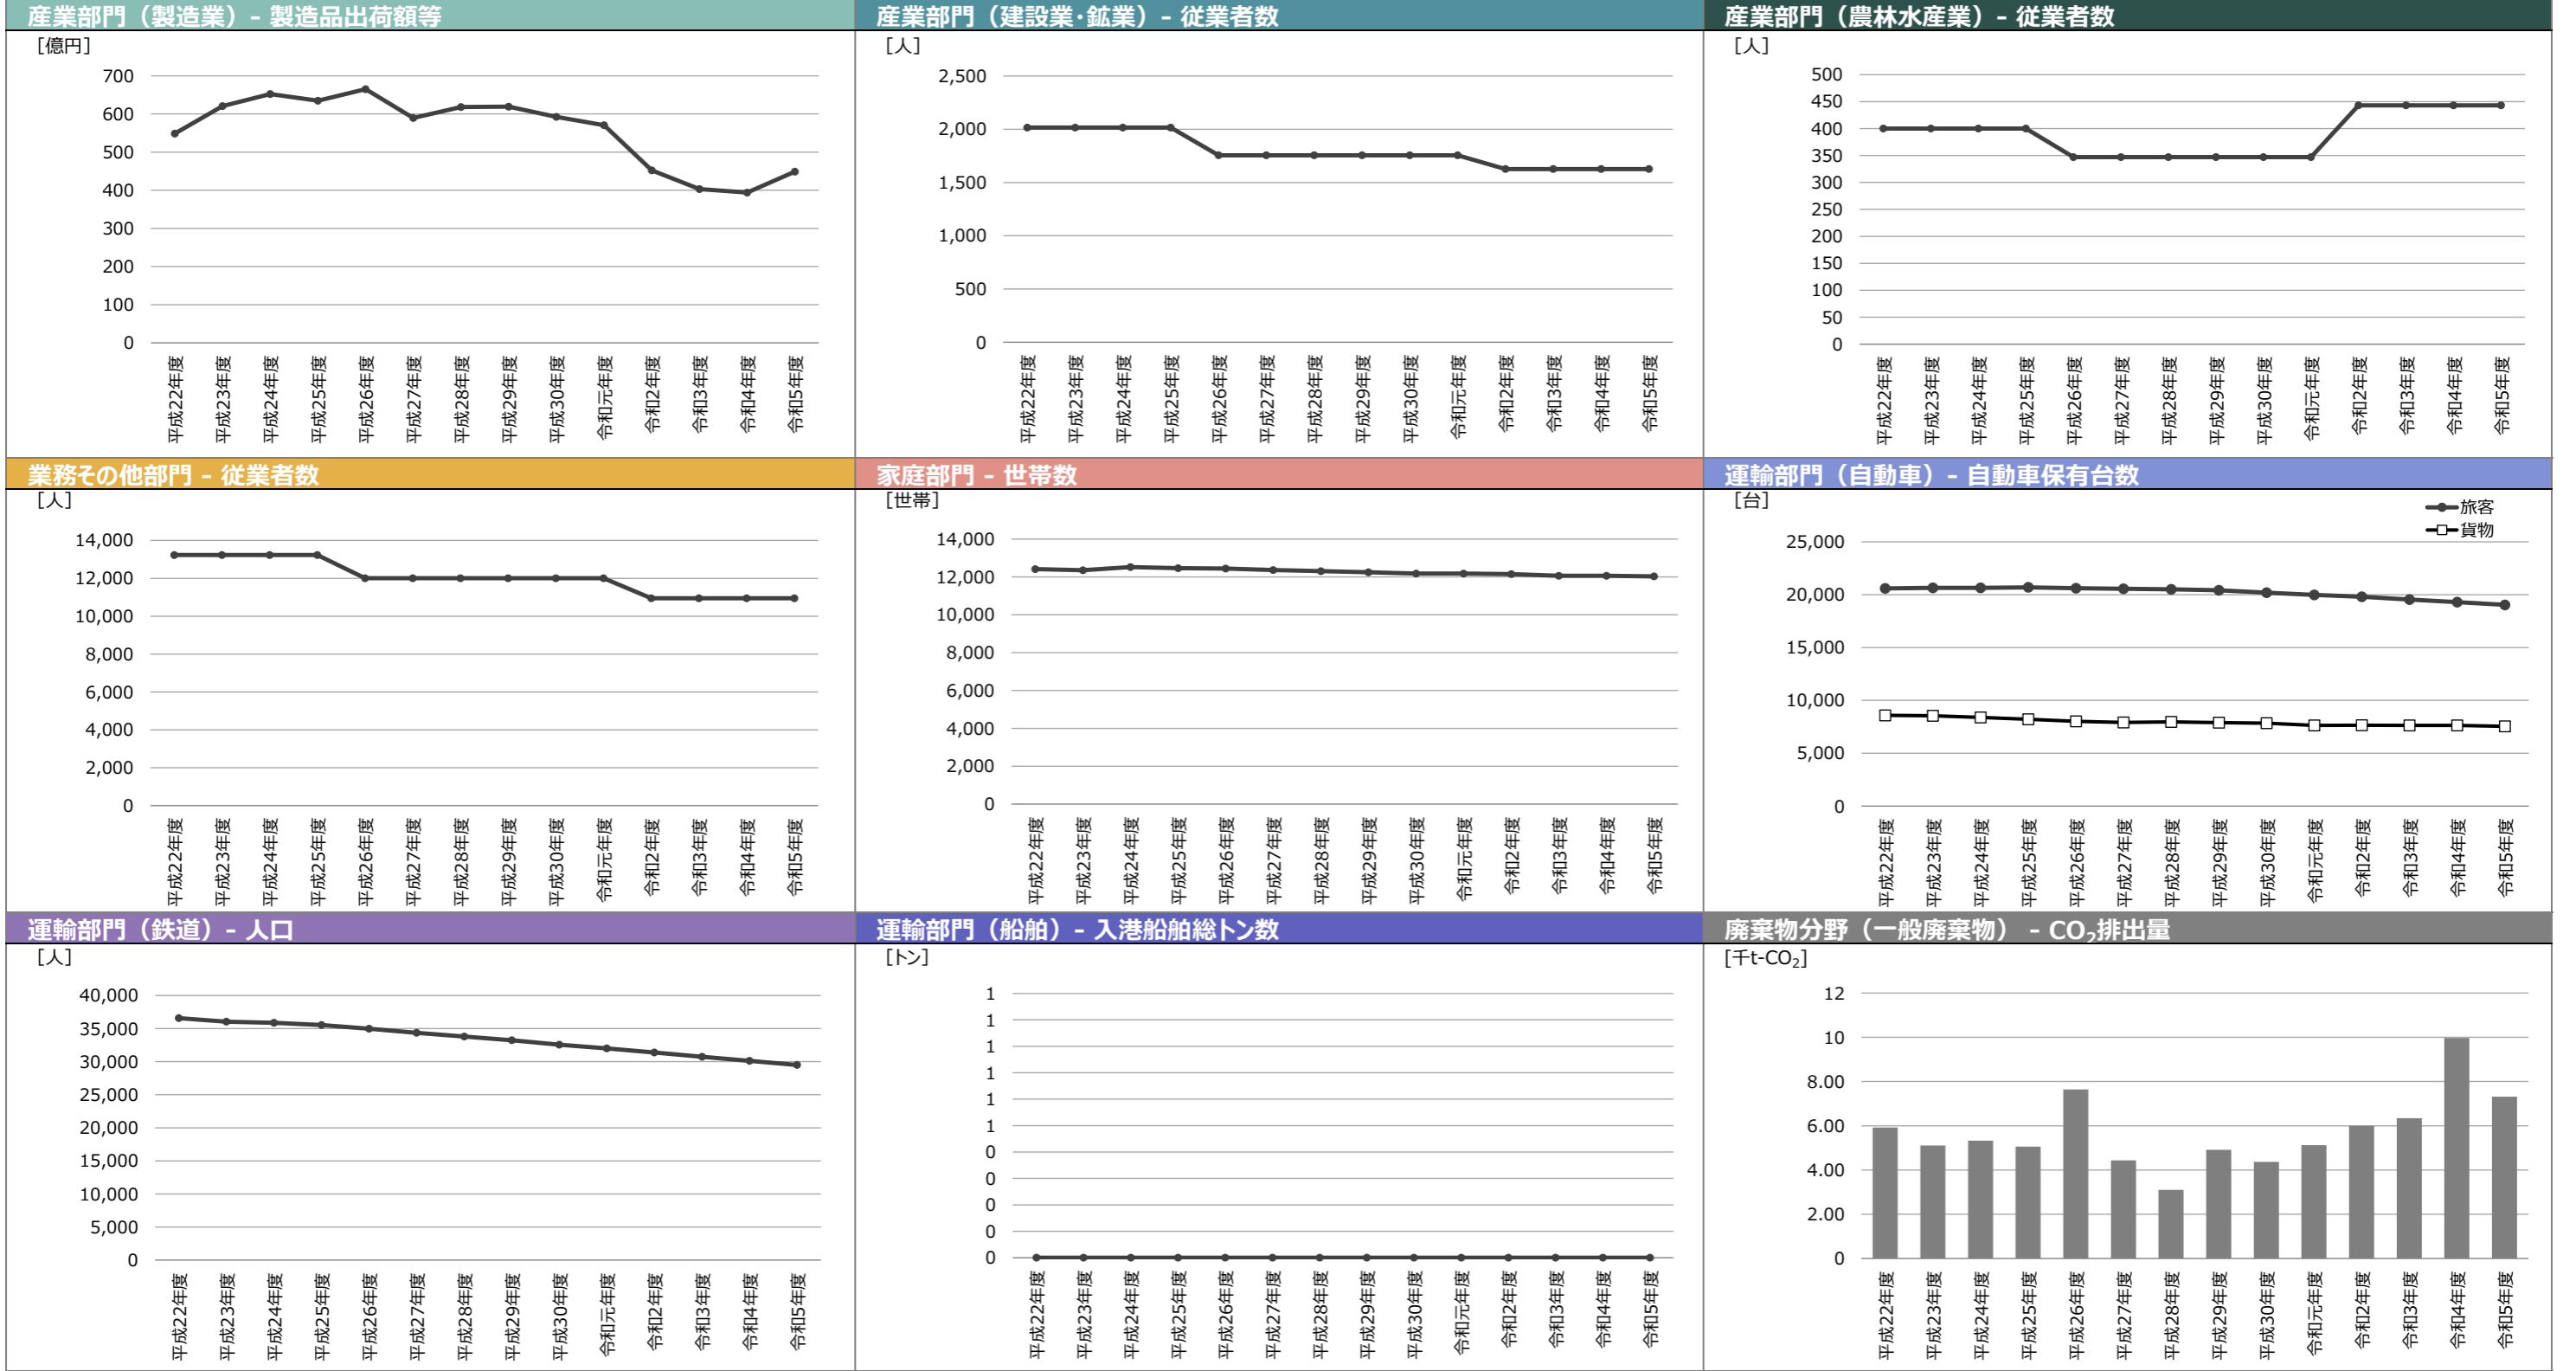 産業部門（製造業）- 製造品出荷額等
[億円]
700
600
500
400
300
200
100
0
平成22年度
平成23年度
平成24年度
平成25年度
平成26年度
平成27年度
平成28年度
平成29年度
平成30年度
令和元年度
令和2年度
令和3年度
令和4年度
令和5年度
産業部門（建設業・鉱業）- 従業者数
[人]
2,500
2,000
1,500
1,000
500
0
平成22年度
平成23年度
平成24年度
平成25年度
平成26年度
平成27年度
平成28年度
平成29年度
平成30年度
令和元年度
令和2年度
令和3年度
令和4年度
令和5年度
産業部門（農林水産業）- 従業者数
[人]
500
450
400
350
300
250
200
150
100
50
0
平成22年度
平成23年度
平成24年度
平成25年度
平成26年度
平成27年度
平成28年度
平成29年度
平成30年度
令和元年度
令和2年度
令和3年度
令和4年度
令和5年度
業務その他部門 - 従業者数
[人]
14,000
12,000
10,000
8,000
6,000
4,000
2,000
0
平成22年度
平成23年度
平成24年度
平成25年度
平成26年度
平成27年度
平成28年度
平成29年度
平成30年度
令和元年度
令和2年度
令和3年度
令和4年度
令和5年度
家庭部門 - 世帯数
[世帯]
14,000
12,000
10,000
8,000
6,000
4,000
2,000
0
平成22年度
平成23年度
平成24年度
平成25年度
平成26年度
平成27年度
平成28年度
平成29年度
平成30年度
令和元年度
令和2年度
令和3年度
令和4年度
令和5年度
運輸部門（自動車）- 自動車保有台数
[台]
旅客
貨物
25,000
20,000
15,000
10,000
5,000
0
平成22年度
平成23年度
平成24年度
平成25年度
平成26年度
平成27年度
平成28年度
平成29年度
平成30年度
令和元年度
令和2年度
令和3年度
令和4年度
令和5年度
運輸部門（鉄道）- 人口
[人]
40,000
35,000
30,000
25,000
20,000
15,000
10,000
5,000
0
平成22年度
平成23年度
平成24年度
平成25年度
平成26年度
平成27年度
平成28年度
平成29年度
平成30年度
令和元年度
令和2年度
令和3年度
令和4年度
令和5年度
運輸部門（船舶）- 入港船舶総トン数
[トン]
1
1
1
1
1
1
0
0
0
0
0
平成22年度
平成23年度
平成24年度
平成25年度
平成26年度
平成27年度
平成28年度
平成29年度
平成30年度
令和元年度
令和2年度
令和3年度
令和4年度
令和5年度
廃棄物分野（一般廃棄物） - CO₂排出量
[千t-CO₂]
12
10
8.00
6.00
4.00
2.00
0
平成22年度
平成23年度
平成24年度
平成25年度
平成26年度
平成27年度
平成28年度
平成29年度
平成30年度
令和元年度
令和2年度
令和3年度
令和4年度
令和5年度